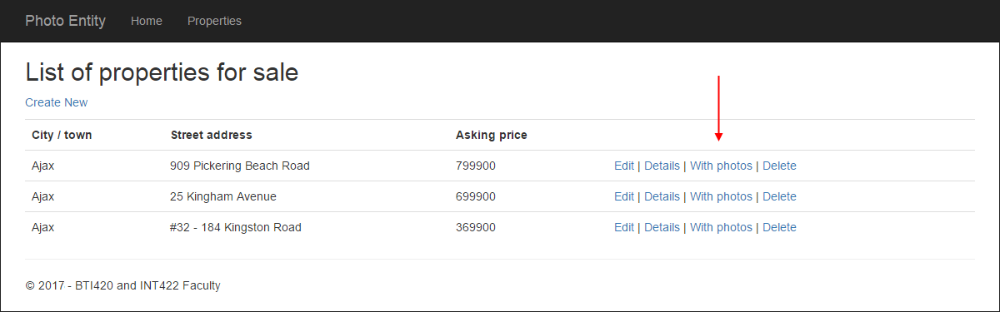 Photo Entity Home Properties
List of properties for sale
Create New
City / town Street address Asking price
Ajax 909 Pickering Beach Road 799900 Edit | Details | With photos | Delete
Ajax 25 Kingham Avenue 699900 Edit | Details | With photos | Delete
Ajax #32 - 184 Kingston Road 369900 Edit | Details | With photos | Delete
© 2017 - BTI420 and INT422 Faculty